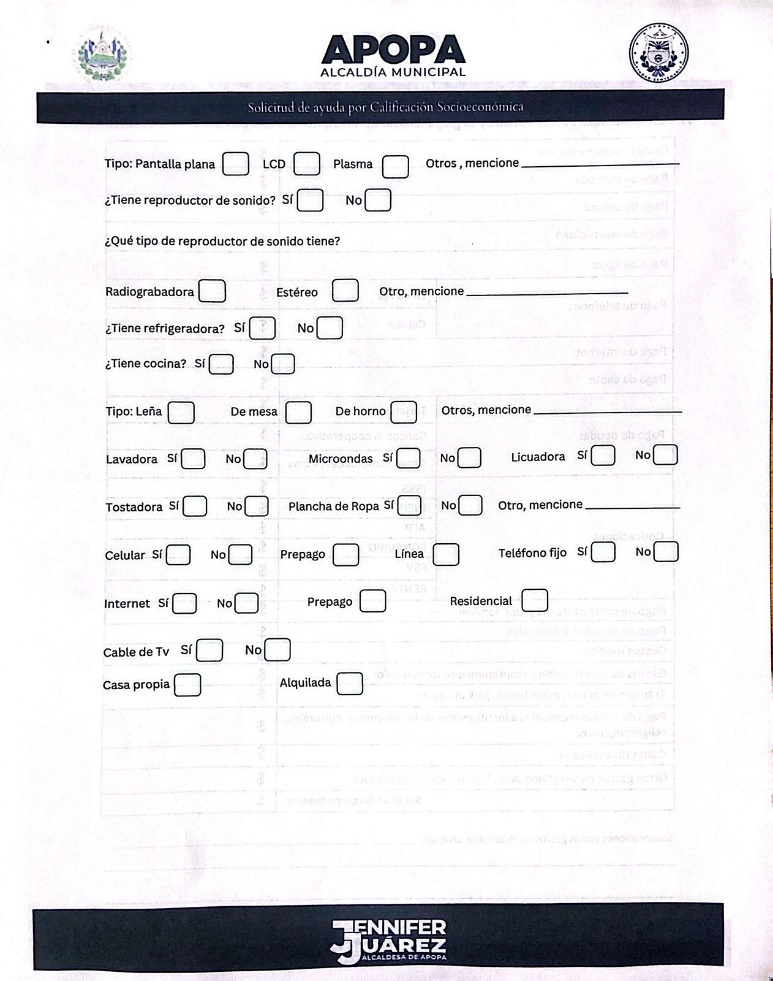 APOPA
ALCALDÍA MUNICIPAL
Solicitud de ayuda por Calificación Socioeconómica
Tipo: Pantalla plana LCD Plasma Otros , mencione
¿Tiene reproductor de sonido? Sí No
¿Qué tipo de reproductor de sonido tiene?
Radiograbadora Estéreo Otro, mencione
¿Tiene refrigeradora? Sí No
¿Tiene cocina? Sí No
Tipo: Leña De mesa De horno Otros, mencione
Lavadora Sí No Microondas Sí No Licuadora Sí No
Tostadora Sí No Plancha de Ropa Sí No Otro, mencione
Celular Sí No Prepago Línea Teléfono fijo Sí No
Internet Sí No Prepago Residencial
Cable de Tv Sí No
Casa propia Alquilada
JENNIFER
JUÁREZ
ALCALDESA DE APOPA